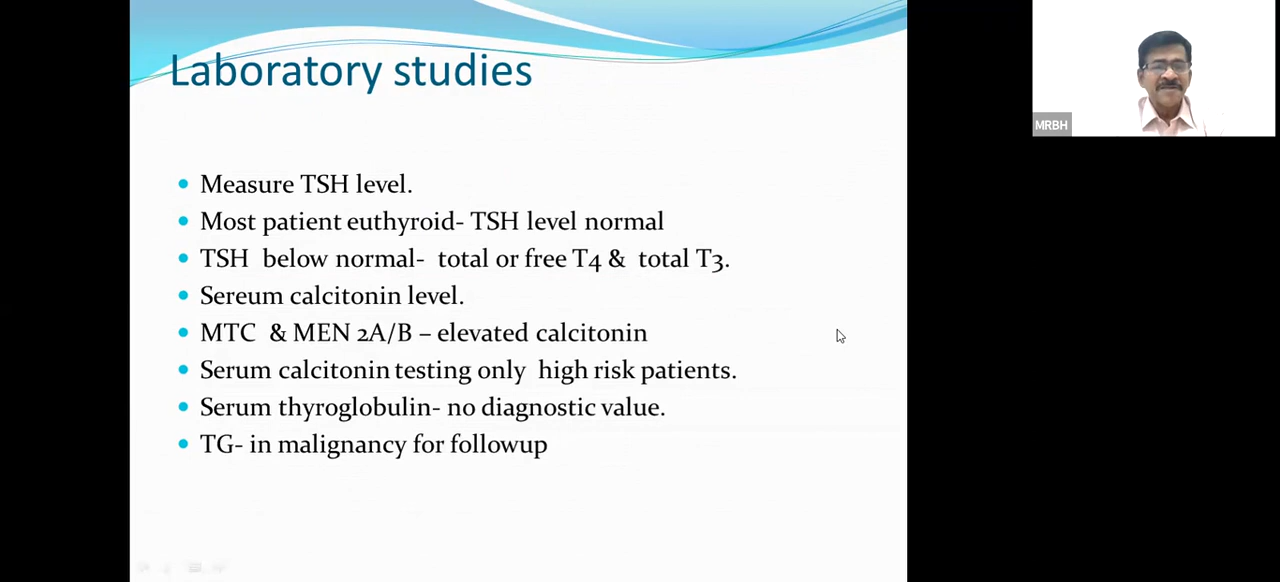 Laboratory studies
MRBH
Measure TSH level.
Most patient euthyroid- TSH level normal
TSH below normal- total or free T4 & total T3.
Sereum calcitonin level.
MTC & MEN 2A/B – elevated calcitonin
Serum calcitonin testing only high risk patients.
Serum thyroglobulin- no diagnostic value.
TG- in malignancy for followup